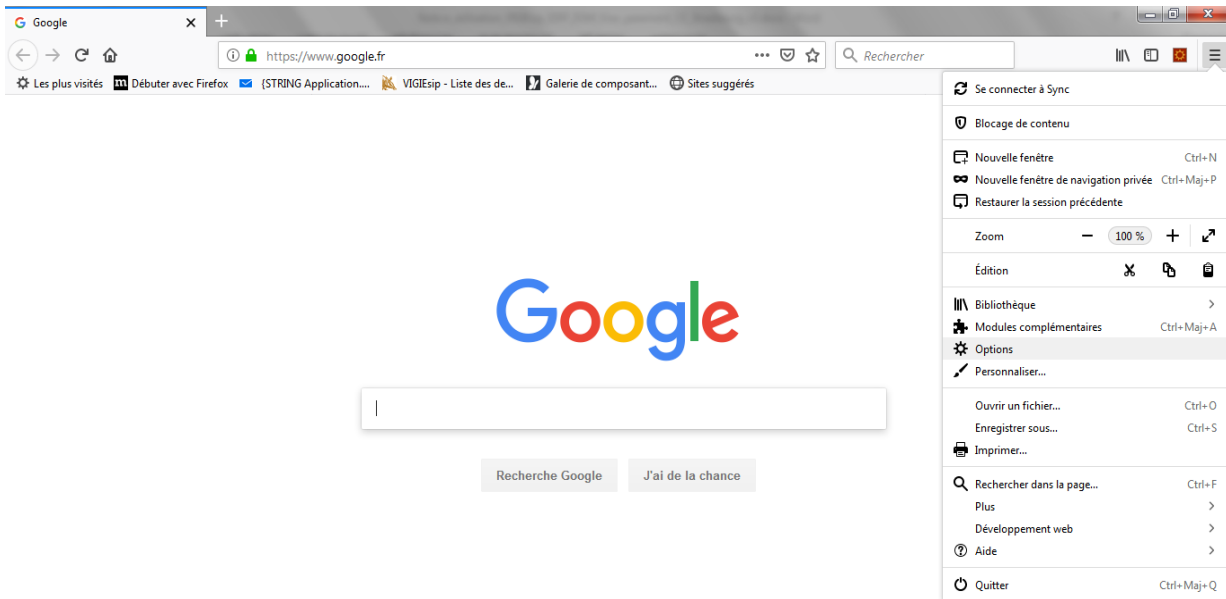 Google
https://www.google.fr
Rechercher
Les plus visités Débuter avec Firefox {STRING Application.... VIGIEsip - Liste des de... Galerie de composant... Sites suggérés
Se connecter à Sync
Blocage de contenu
Nouvelle fenêtre Ctrl+N
Nouvelle fenêtre de navigation privée Ctrl+Maj+P
Restaurer la session précédente
Zoom 100 %
Édition
Bibliothèque
Modules complémentaires Ctrl+Maj+A
Options
Personnaliser...
Ouvrir un fichier... Ctrl+O
Enregistrer sous... Ctrl+S
Imprimer...
Rechercher dans la page... Ctrl+F
Plus
Développement web
Aide
Quitter Ctrl+Maj+Q
Google
Recherche Google J'ai de la chance